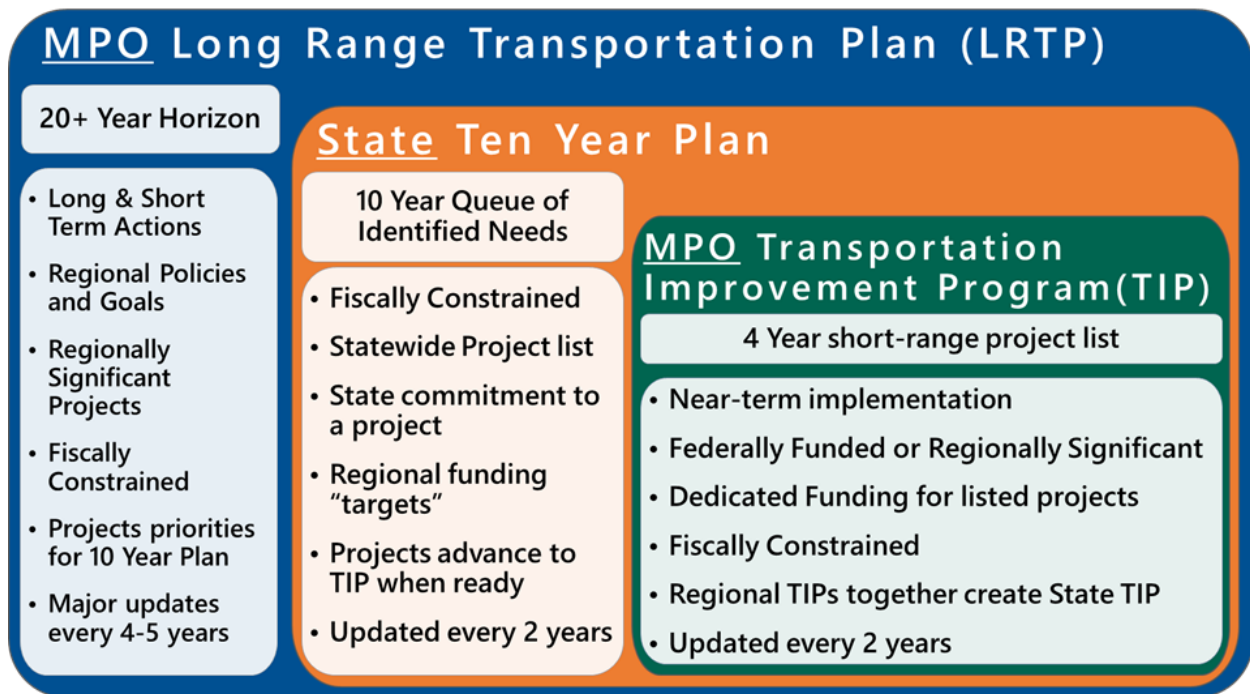 MPO Long Range Transportation Plan (LRTP)
20+ Year Horizon
• Long & Short
Term Actions
• Regional Policies
and Goals
• Regionally
Significant
Projects
• Fiscally
Constrained
• Projects priorities
for 10 Year Plan
• Major updates
every 4-5 years
State Ten Year Plan
10 Year Queue of
Identified Needs
• Fiscally Constrained
• Statewide Project list
• State commitment to
a project
• Regional funding
“targets”
• Projects advance to
TIP when ready
• Updated every 2 years
MPO Transportation
Improvement Program(TIP)
4 Year short-range project list
• Near-term implementation
• Federally Funded or Regionally Significant
• Dedicated Funding for listed projects
• Fiscally Constrained
• Regional TIPs together create State TIP
• Updated every 2 years